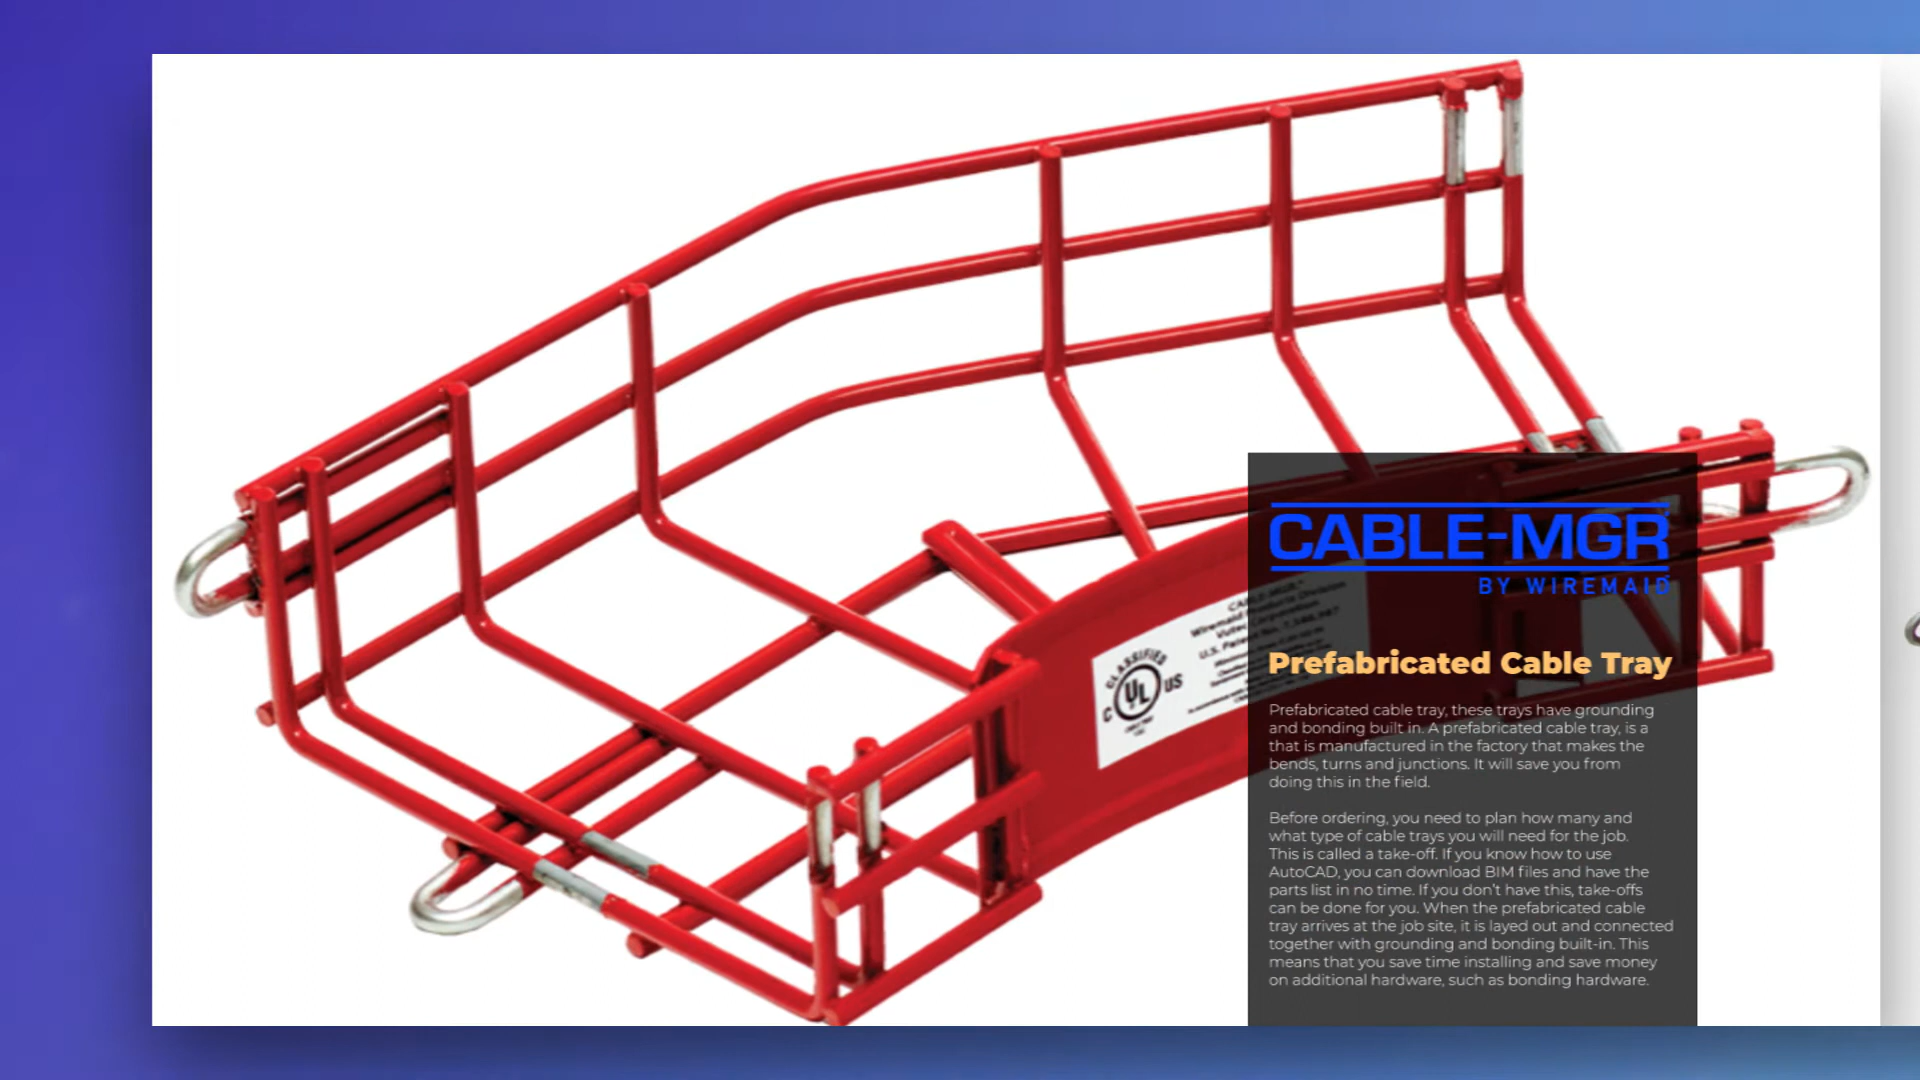 CABLE-MGR
BY WIREMAID
Prefabricated Cable Tray
Prefabricated cable tray, these trays have grounding
and bonding built in. A prefabricated cable tray, is a
that is manufactured in the factory that makes the
bends, turns and junctions. It will save you from
doing this in the field.
Before ordering, you need to plan how many and
what type of cable trays you will need for the job.
This is called a take-off. If you know how to use
AutoCAD, you can download BIM files and have the
parts list in no time. If you don't have this, take-offs
can be done for you. When the prefabricated cable
tray arrives at the job site, it is layed out and connected
together with grounding and bonding built-in. This
means that you save time installing and save money
on additional hardware, such as bonding hardware.
CLASSIFIED
C UL US
CABLE-MGR
Wiremaid Products Division
Vutec Corporation